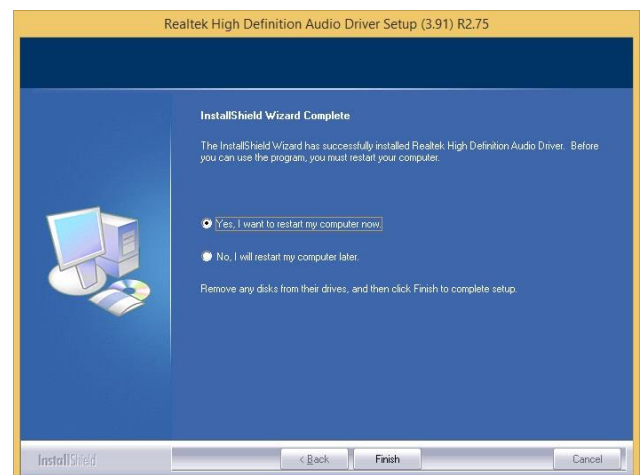 Realtek High Definition Audio Driver Setup (3.91) R2.75
InstallShield Wizard Complete
The InstallShield Wizard has successfully installed Realtek High Definition Audio Driver. Before
you can use the program, you must restart your computer.
Yes, I want to restart my computer now.
No, I will restart my computer later.
Remove any disks from their drives, and then click Finish to complete setup.
InstallShield
< Back
Finish
Cancel